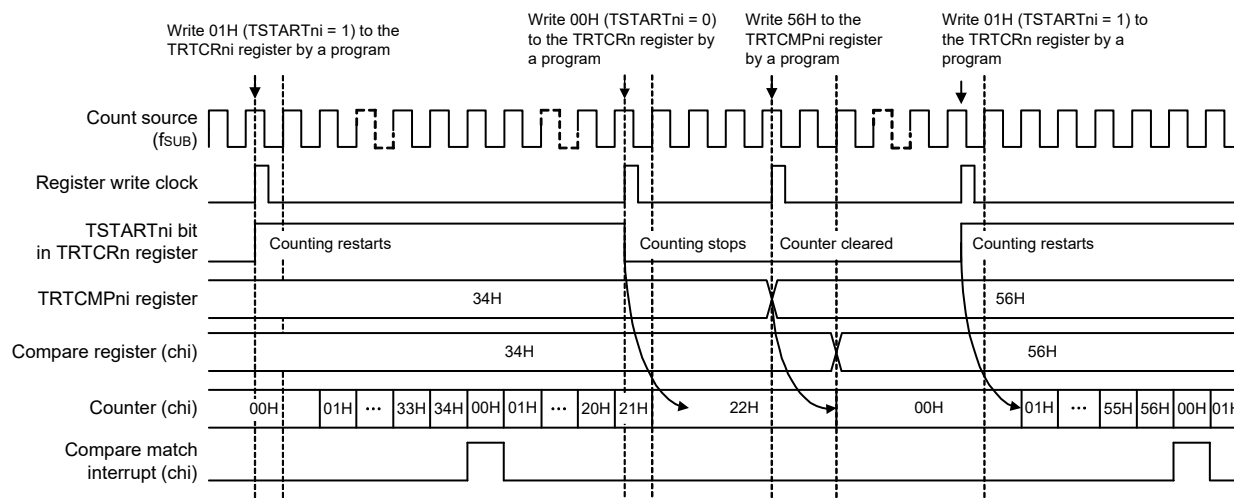 Write 01H (TSTARTni = 1) to the
TRTCRni register by a program
Write 00H (TSTARTni = 0)
to the TRTCRn register by
a program
Write 56H to the
TRTCMPni register
by a program
Write 01H (TSTARTni = 1) to
the TRTCRn register by a
program
Count source
(fSUB)
Register write clock
TSTARTni bit
in TRTCRn register
Counting restarts
Counting stops
Counter cleared
Counting restarts
TRTCMPni register
34H
56H
Compare register (chi)
34H
56H
Counter (chi)
00H
01H
···
33H
34H
00H
01H
···
20H
21H
22H
00H
01H
···
55H
56H
00H
01H
Compare match
interrupt (chi)